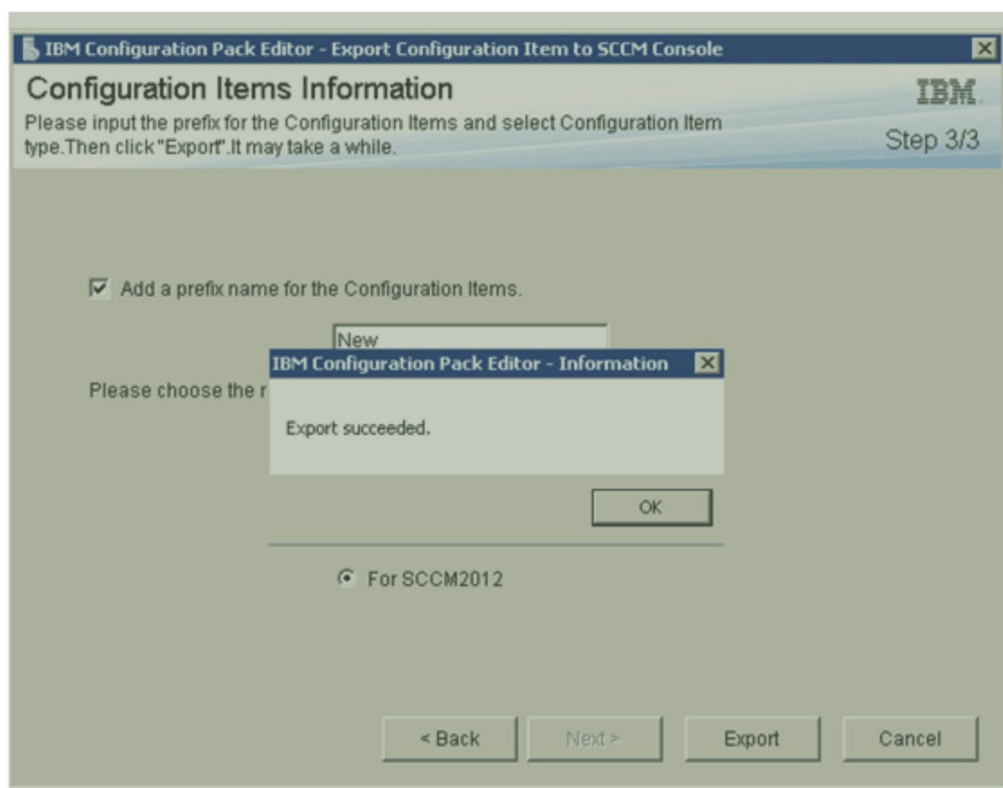 IBM Configuration Pack Editor - Export Configuration Item to SCCM Console
Configuration Items Information
IBM.
Please input the prefix for the Configuration Items and select Configuration Item
type.Then click"Export".It may take a while.
Step 3/3
Add a prefix name for the Configuration Items.
New
IBM Configuration Pack Editor - Information
Please choose the r
Export succeeded.
OK
For SCCM2012
< Back
Next >
Export
Cancel